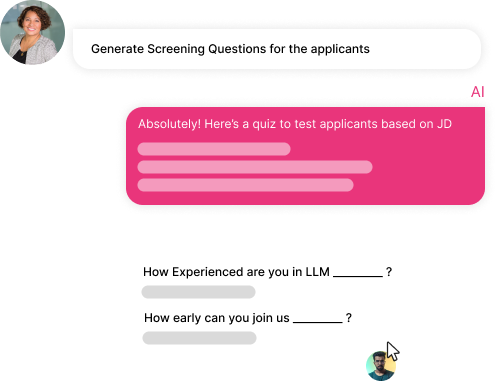 Generate Screening Questions for the applicants
AI
Absolutely! Here's a quiz to test applicants based on JD
How Experienced are you in LLM ________ ?
How early can you join us ________ ?